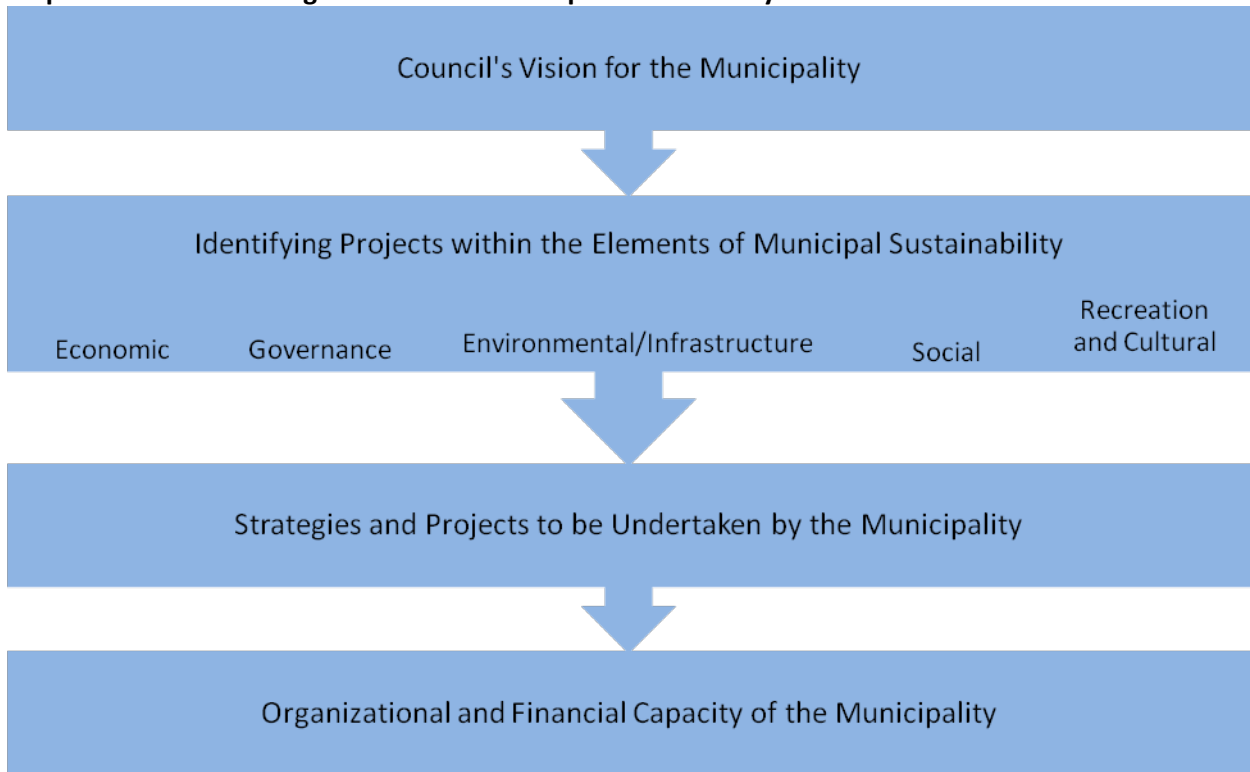 Council's Vision for the Municipality
Identifying Projects within the Elements of Municipal Sustainability
Economic
Governance
Environmental/Infrastructure
Social
Recreation
and Cultural
Strategies and Projects to be Undertaken by the Municipality
Organizational and Financial Capacity of the Municipality